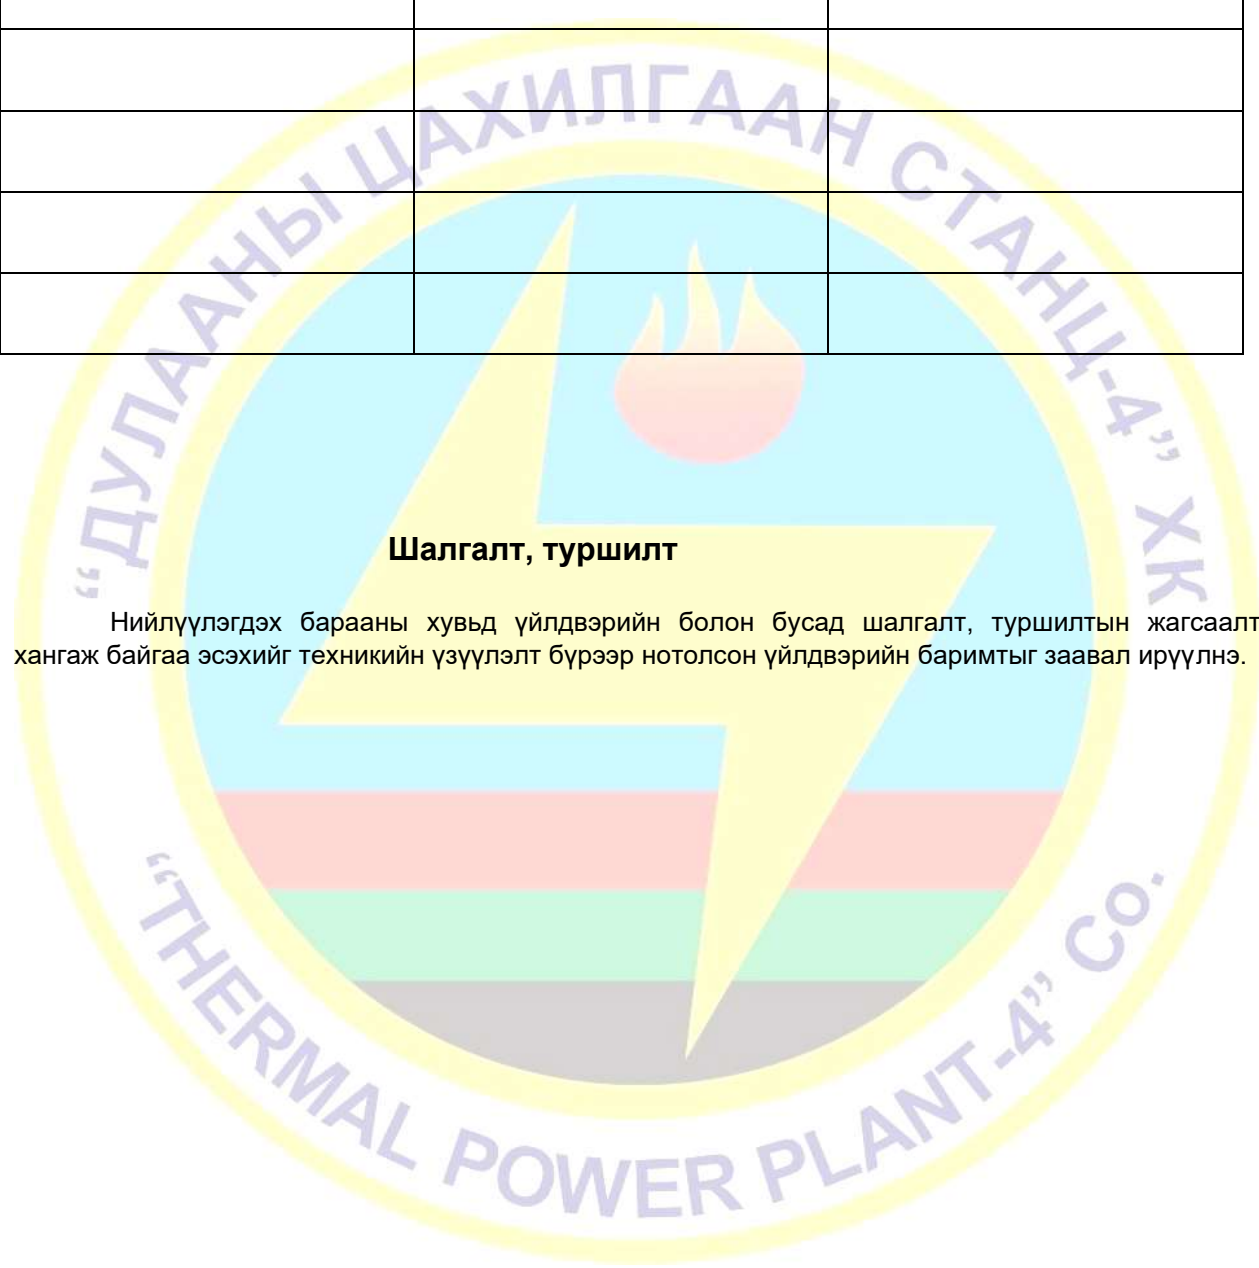 "ДУЛААНЫ ЦАХИЛГААН СТАНЦ-4" ХК
Шалгалт, туршилт
Нийлүүлэгдэх барааны хувьд үйлдвэрийн болон бусад шалгалт, туршилтын жагсаалт
хангаж байгаа эсэхийг техникийн үзүүлэлт бүрээр нотолсон үйлдвэрийн баримтыг заавал ирүүлнэ.
"THERMAL POWER PLANT-4" Co.